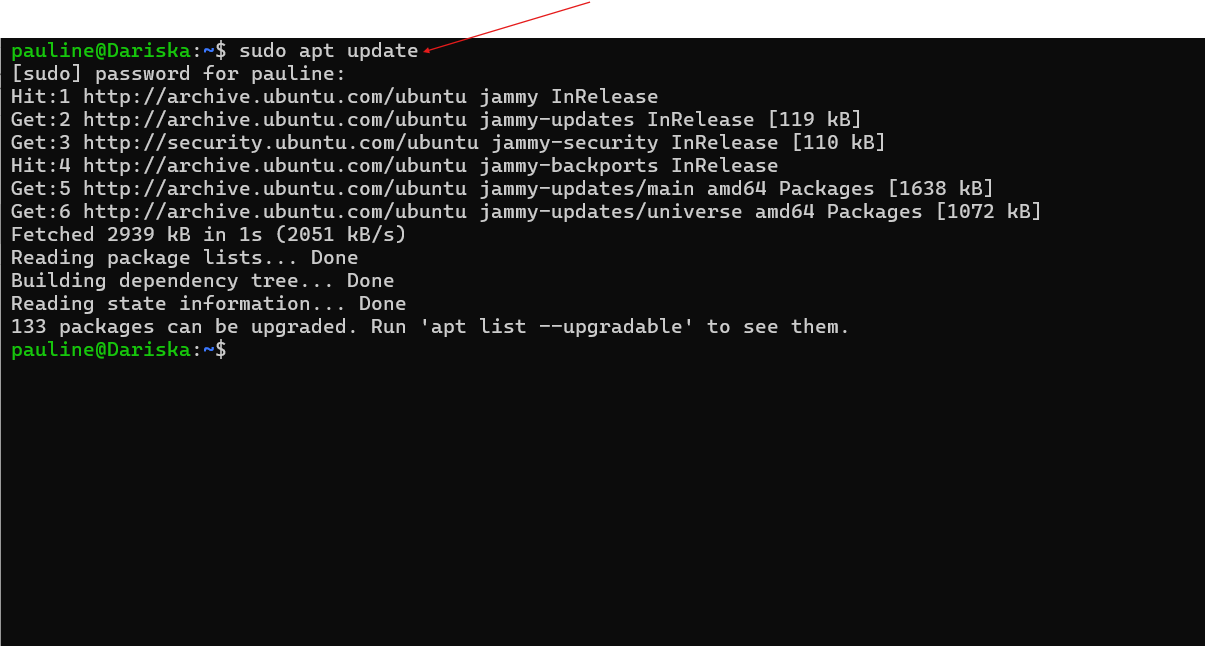 pauline@Dariska:~$ sudo apt update
[sudo] password for pauline:
Hit:1 http://archive.ubuntu.com/ubuntu jammy InRelease
Get:2 http://archive.ubuntu.com/ubuntu jammy-updates InRelease [119 kB]
Get:3 http://security.ubuntu.com/ubuntu jammy-security InRelease [110 kB]
Hit:4 http://archive.ubuntu.com/ubuntu jammy-backports InRelease
Get:5 http://archive.ubuntu.com/ubuntu jammy-updates/main amd64 Packages [1638 kB]
Get:6 http://archive.ubuntu.com/ubuntu jammy-updates/universe amd64 Packages [1072 kB]
Fetched 2939 kB in 1s (2051 kB/s)
Reading package lists... Done
Building dependency tree... Done
Reading state information... Done
133 packages can be upgraded. Run 'apt list --upgradable' to see them.
pauline@Dariska:~$